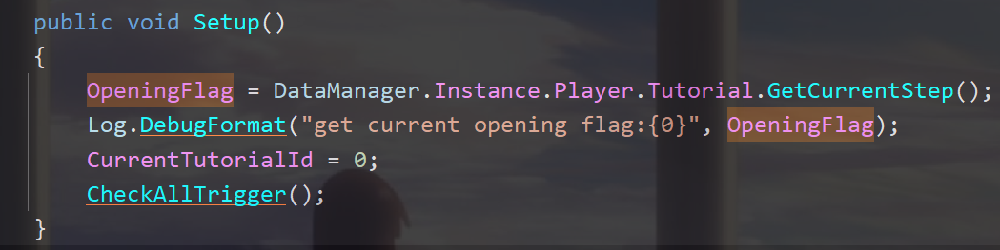 public void Setup()
{
OpeningFlag = DataManager.Instance.Player.Tutorial.GetCurrentStep();
Log.DebugFormat("get current opening flag:{0}", OpeningFlag);
CurrentTutorialId = 0;
CheckAllTrigger();
}